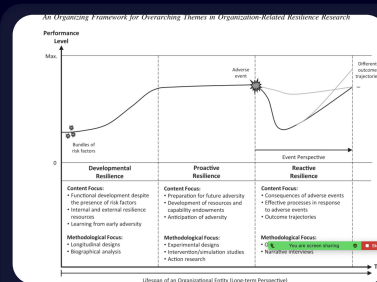 An Organizing Framework for Overarching Themes in Organization-Related Resilience Research
Performance
Level
Max.
Adverse
event
Different
outcome
trajectories
Bundles of
risk factors
0
Event Perspective
Developmental
Resilience
Proactive
Resilience
Reactive
Resilience
Content Focus:
• Functional development despite
the presence of risk factors
• Internal and external resilience
resources
• Learning from early adversity
Content Focus:
• Preparation for future adversity
• Development of resources and
capability endowments
• Anticipation of adversity
Content Focus:
• Consequences of adverse events
• Effective processes in response
to adverse events
• Outcome trajectories
Methodological Focus:
• Longitudinal designs
• Biographical analysis
Methodological Focus:
• Experimental designs
• Intervention/simulation studies
• Action research
Methodological Focus:
• Narrative interviews
You are screen sharing
Lifespan of an Organizational Entity (Long-term Perspective)